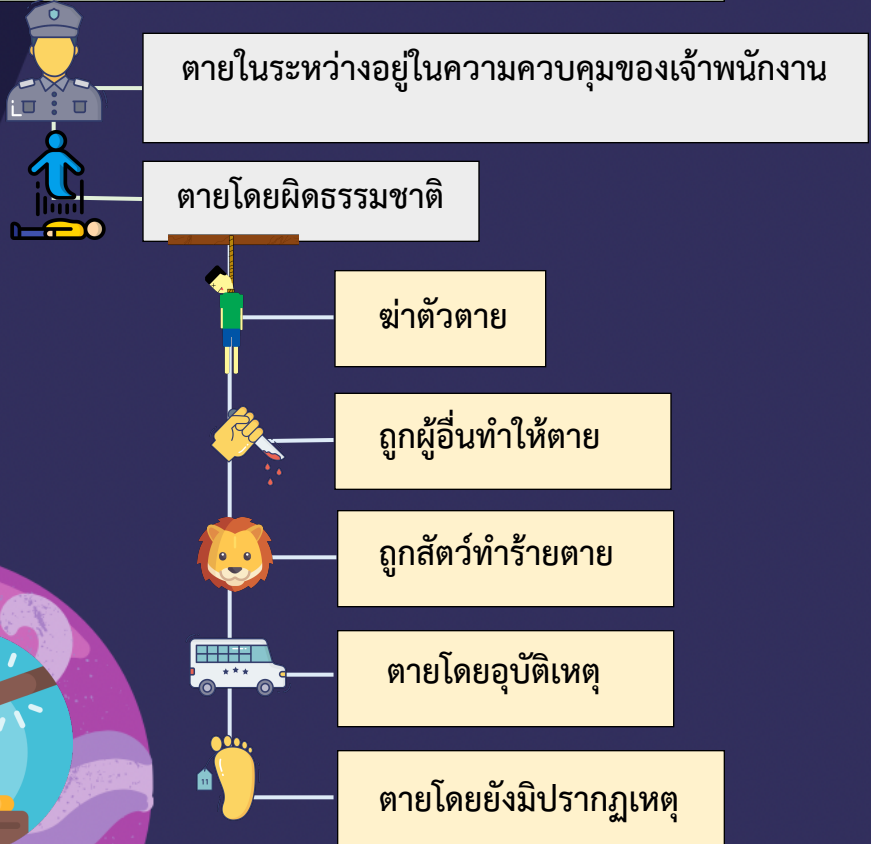 ตายในระหว่างอยู่ในความควบคุมของเจ้าพนักงาน
ตายโดยผิดธรรมชาติ
ฆ่าตัวตาย
ถูกผู้อื่นทำให้ตาย
ถูกสัตว์ทำร้ายตาย
ตายโดยอุบัติเหตุ
11
ตายโดยยังมิปรากฏเหตุ